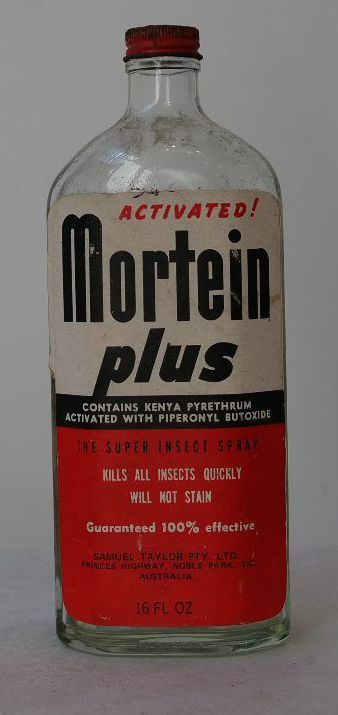 ACTIVATED!
Mortein
plus
CONTAINS KENYA PYRETHRUM
ACTIVATED WITH PIPERONYL BUTOXIDE
THE SUPER INSECT SPRAY
KILLS ALL INSECTS QUICKLY
WILL NOT STAIN
Guaranteed 100% effective
SAMUEL TAYLOR PTY. LTD.
PRINCES HIGHWAY, NOBLE PARK, VIC.
AUSTRALIA.
16 FL OZ